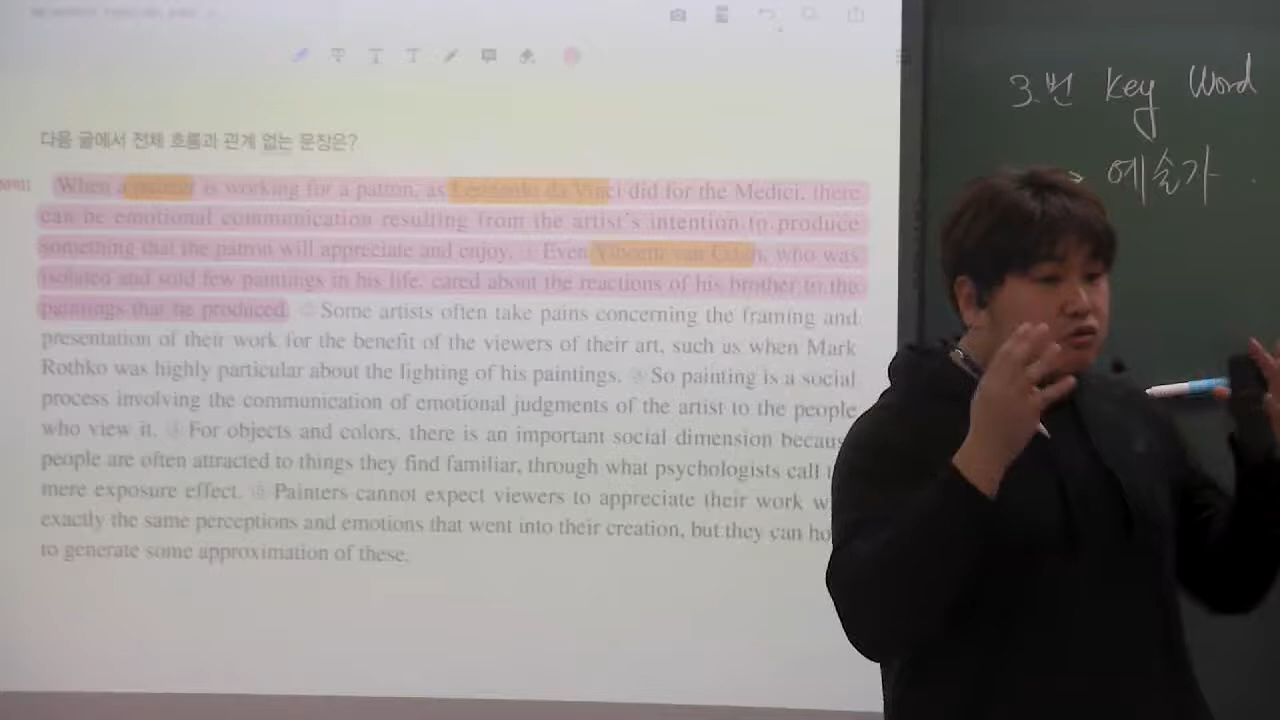 다음 글에서 전체 흐름과 관계 없는 문장은?
When a painter is working for a patron, as Leonardo da Vinci did for the Medici, there
can be emotional communication resulting from the artist's intention to produce
something that the patron will appreciate and enjoy. ① Even Vincent van Gogh, who was
isolated and sold few paintings in his life, cared about the reactions of his brother to the
paintings that he produced. ② Some artists often take pains concerning the framing and
presentation of their work for the benefit of the viewers of their art, such as when Mark
Rothko was highly particular about the lighting of his paintings. ③ So painting is a social
process involving the communication of emotional judgments of the artist to the people
who view it. ④ For objects and colors, there is an important social dimension becau
people are often attracted to things they find familiar, through what psychologists call
mere exposure effect. ⑤ Painters cannot expect viewers to appreciate their work w
exactly the same perceptions and emotions that went into their creation, but they can ho
to generate some approximation of these.
3번 Key Word
예술가